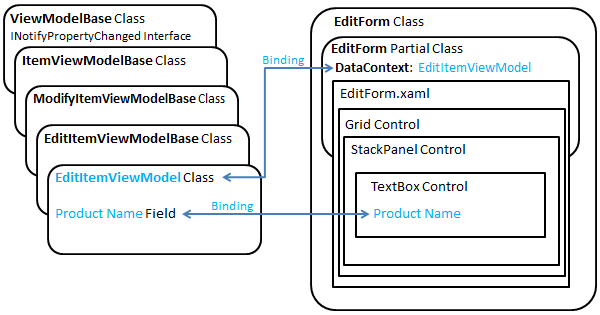 ViewModelBase Class
INotifyPropertyChanged Interface
ItemViewModelBase Class
ModifyItemViewModelBase Class
EditItemViewModelBase Class
EditItemViewModel Class
Product Name Field
Binding
Binding
EditForm Class
EditForm Partial Class
DataContext: EditItemViewModel
EditForm.xaml
Grid Control
StackPanel Control
TextBox Control
Product Name